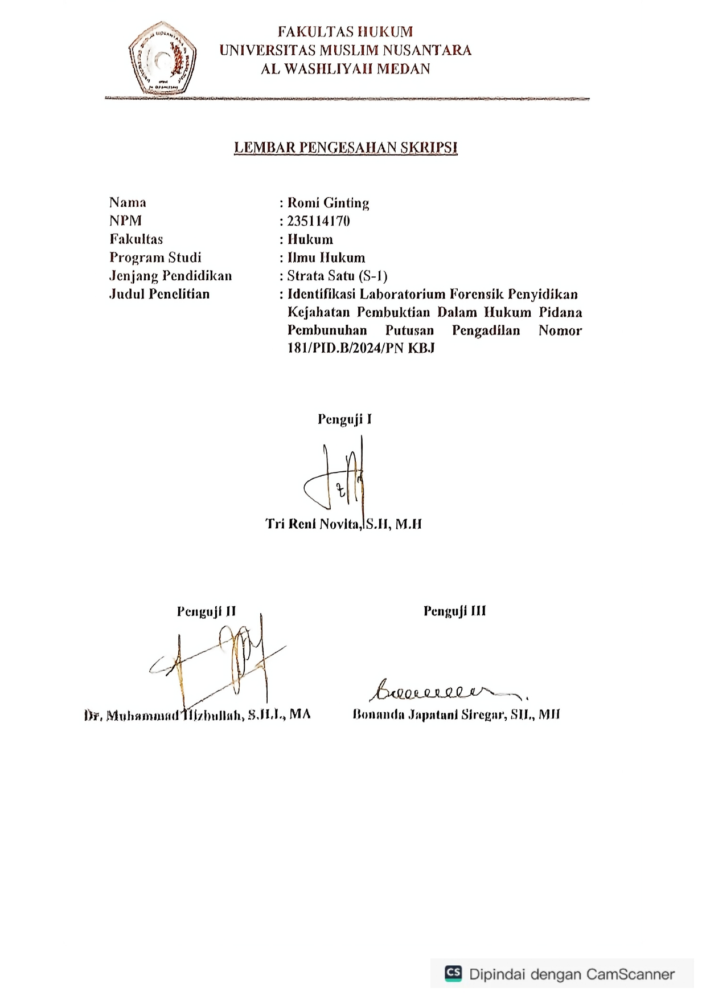 FAKULTAS HUKUM
UNIVERSITAS MUSLIM NUSANTARA
AL WASHLIYAH MEDAN
LEMBAR PENGESAHAN SKRIPSI
Nama : Romi Ginting
NPM : 235114170
Fakultas : Hukum
Program Studi : Ilmu Hukum
Jenjang Pendidikan : Strata Satu (S-1)
Judul Penelitian : Identifikasi Laboratorium Forensik Penyidikan
Kejahatan Pembuktian Dalam Hukum Pidana
Pembunuhan Putusan Pengadilan Nomor
181/PID.B/2024/PN KBJ
Penguji I
Tri Reni Novita, S.H, M.H
Penguji II Penguji III
Dr. Muhammad Hizbullah, S.H.I., MA Bonanda Japatani Siregar, SH., MH
CS Dipindai dengan CamScanner